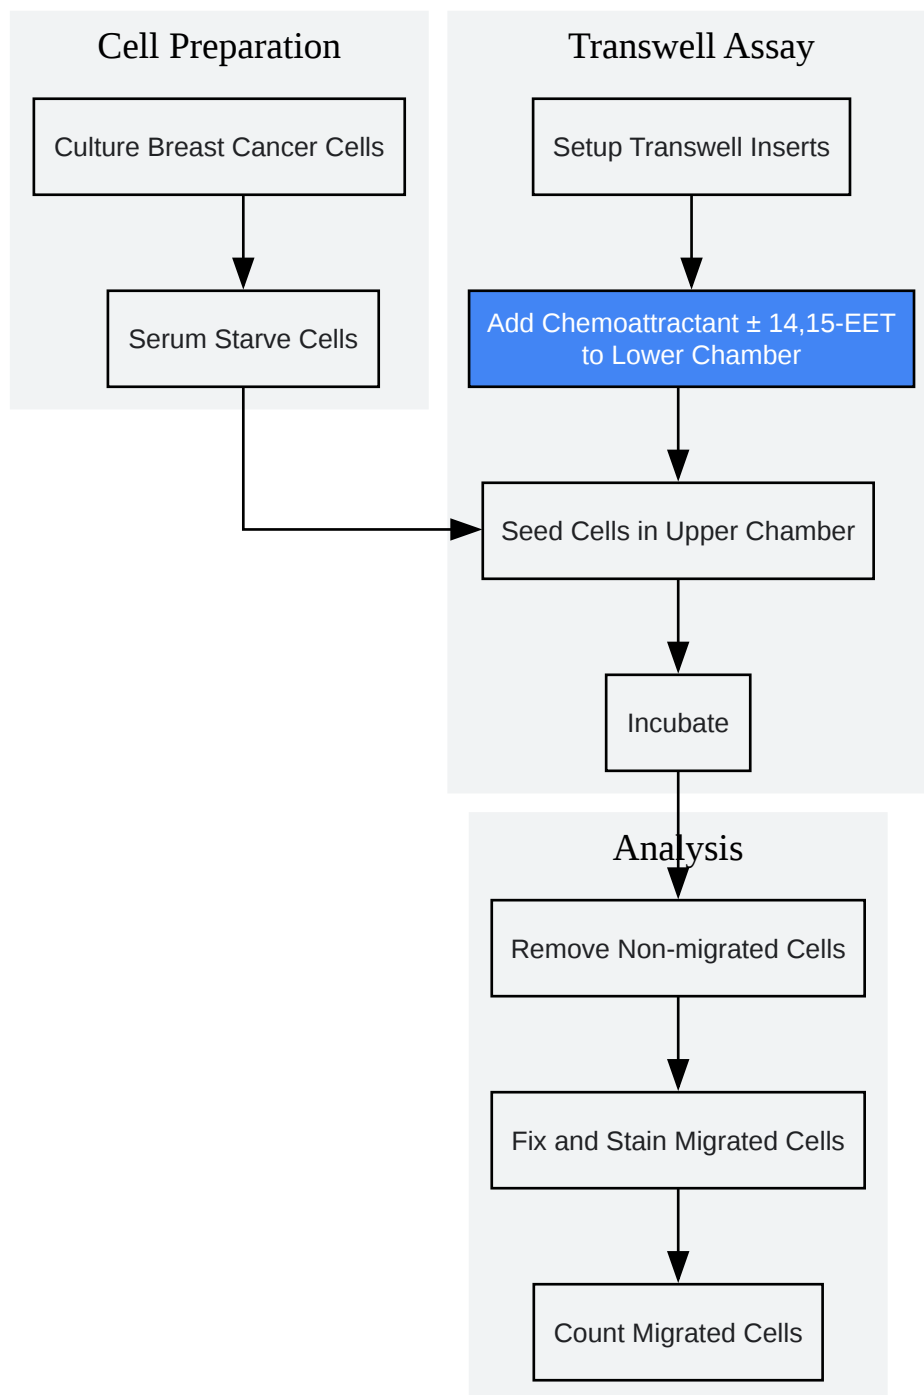 Cell Preparation
Culture Breast Cancer Cells
Serum Starve Cells
Transwell Assay
Setup Transwell Inserts
Add Chemoattractant ± 14,15-EET
to Lower Chamber
Seed Cells in Upper Chamber
Incubate
Analysis
Remove Non-migrated Cells
Fix and Stain Migrated Cells
Count Migrated Cells